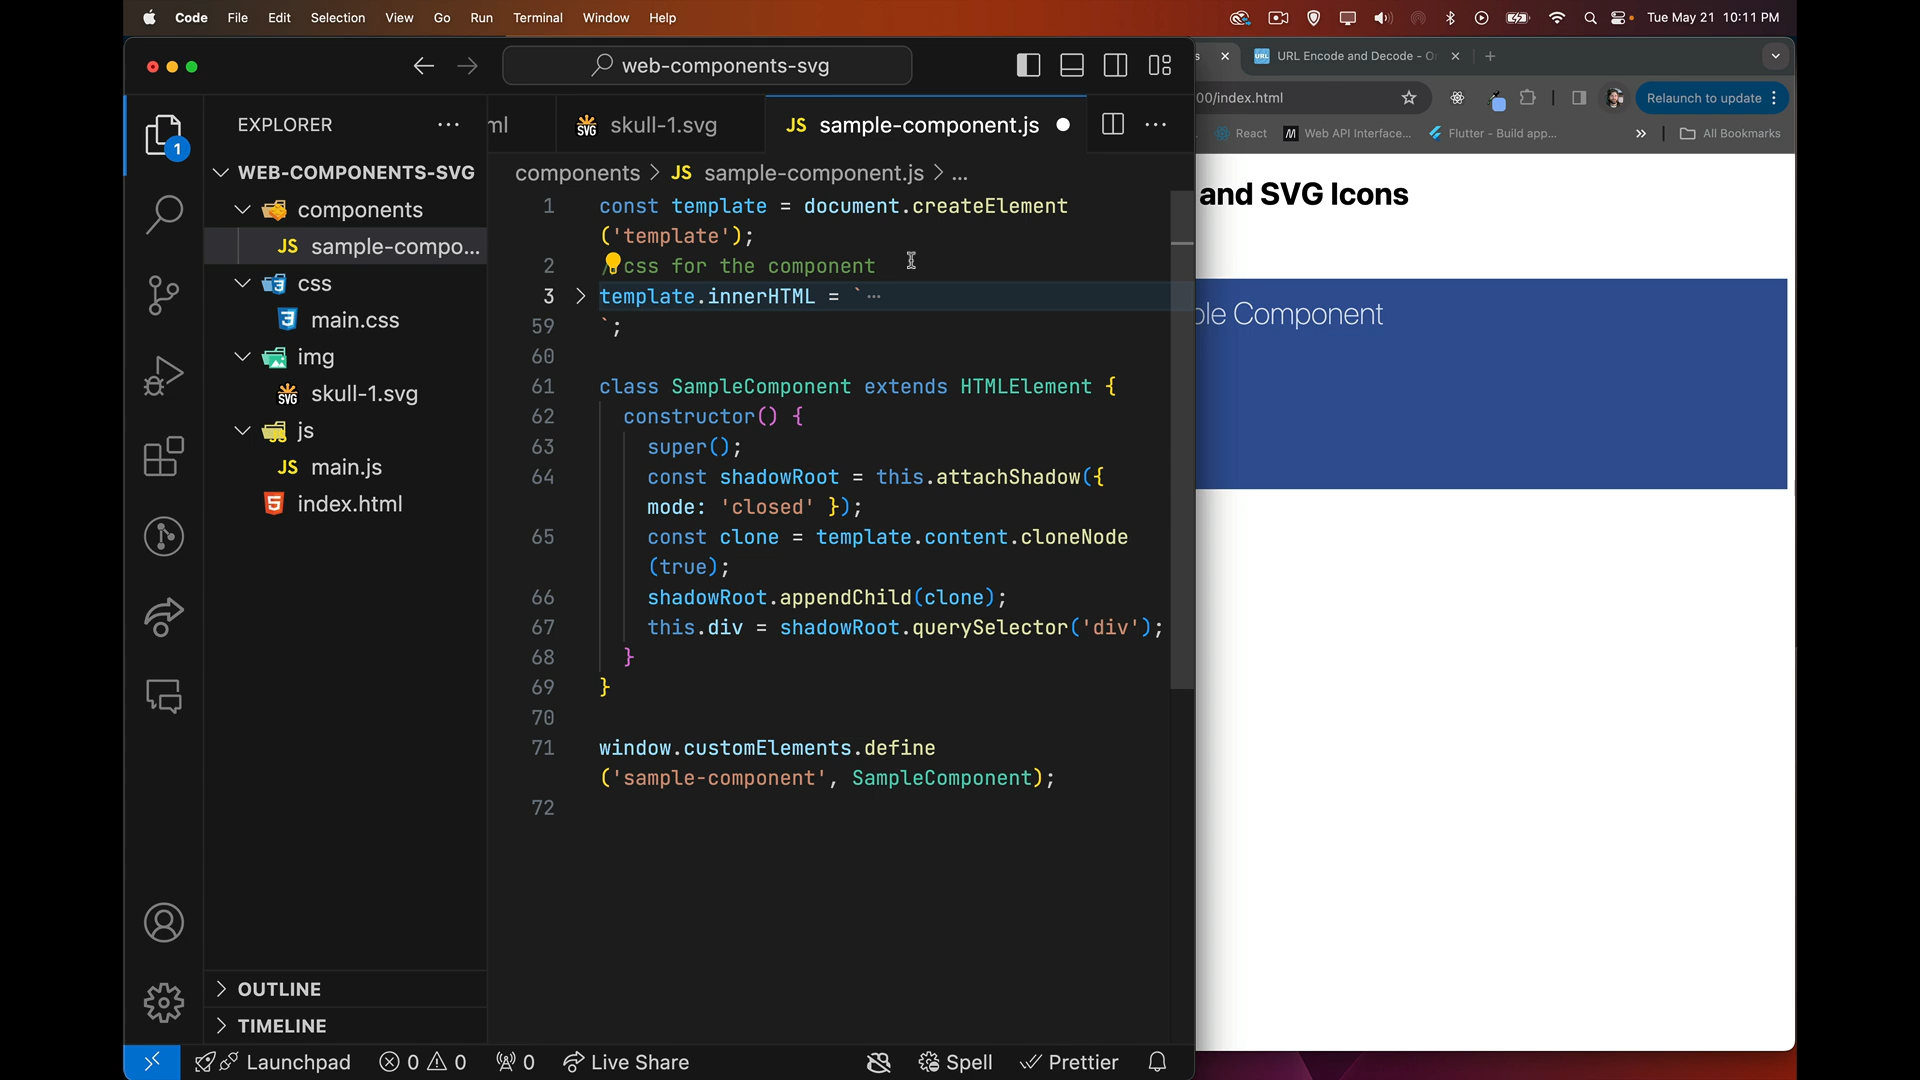 Code File Edit Selection View Go Run Terminal Window Help Tue May 21 10:11 PM
web-components-svg
URL Encode and Decode - O
00/index.html
Relaunch to update
React Web API Interface... Flutter - Build app...
All Bookmarks
EXPLORER
1
ml
skull-1.svg
JS sample-component.js
components > JS sample-component.js > ...
WEB-COMPONENTS-SVG
components
JS sample-compo...
css
main.css
img
SVG skull-1.svg
js
JS main.js
index.html
OUTLINE
TIMELINE
1 const template = document.createElement
('template');
2 css for the component
3 template.innerHTML = `
59 `;
60
61 class SampleComponent extends HTMLElement {
62 constructor() {
63 super();
64 const shadowRoot = this.attachShadow({
mode: 'closed' });
65 const clone = template.content.cloneNode
(true);
66 shadowRoot.appendChild(clone);
67 this.div = shadowRoot.querySelector('div');
68 }
69 }
70
71 window.customElements.define
('sample-component', SampleComponent);
72
and SVG Icons
ple Component
Launchpad 0 0 0 Live Share Spell Prettier